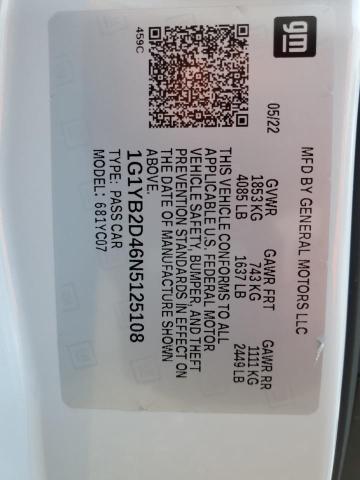 gm
MFD BY GENERAL MOTORS LLC
05/22 GVWR GAWR FRT GAWR RR
1853 KG 743 KG 1111 KG
4085 LB 1637 LB 2449 LB
THIS VEHICLE CONFORMS TO ALL
APPLICABLE U.S. FEDERAL MOTOR
VEHICLE SAFETY, BUMPER, AND THEFT
PREVENTION STANDARDS IN EFFECT ON
THE DATE OF MANUFACTURE SHOWN
ABOVE.
1G1YB2D46N5125108
TYPE: PASS CAR
MODEL: 681YC07
459C